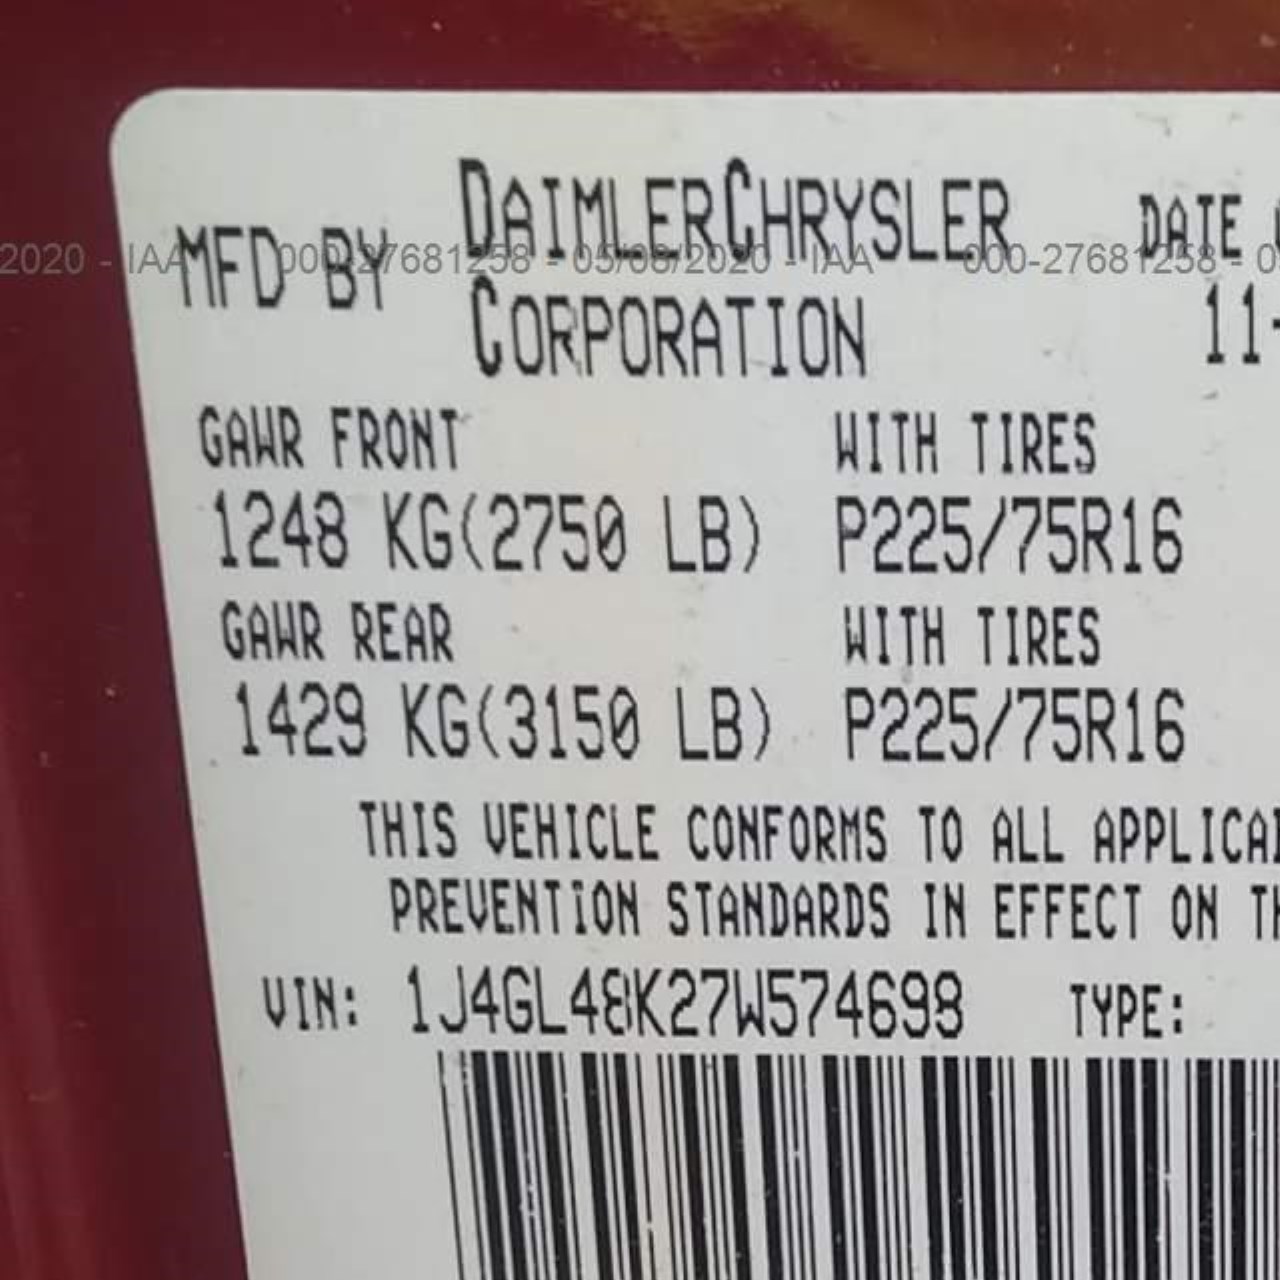 DAIMLERCHRYSLER
MFD BY
CORPORATION
DATE
11-
2020 - IAA 000-27681258 - 05/08/2020 - IAA 000-27681258 - 0
GAWR FRONT WITH TIRES
1248 KG(2750 LB) P225/75R16
GAWR REAR WITH TIRES
1429 KG(3150 LB) P225/75R16
THIS VEHICLE CONFORMS TO ALL APPLICA
PREVENTION STANDARDS IN EFFECT ON TH
VIN: 1J4GL48K27W574698 TYPE: